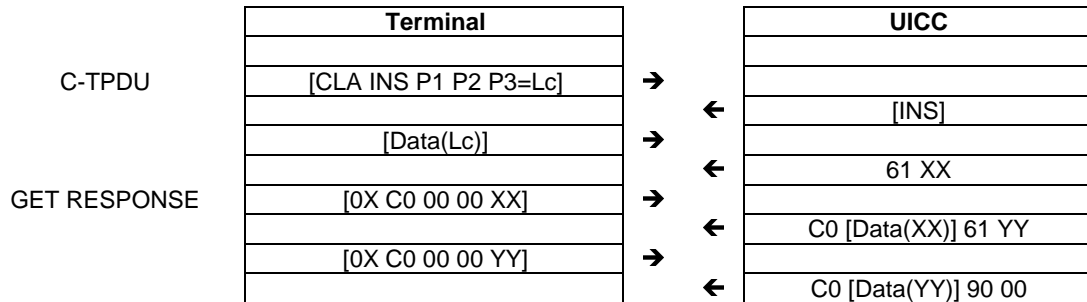 Terminal UICC
C-TPDU [CLA INS P1 P2 P3=Lc] ➔
🡸 [INS]
[Data(Lc)] ➔
🡸 61 XX
GET RESPONSE [0X C0 00 00 XX] ➔
🡸 C0 [Data(XX)] 61 YY
[0X C0 00 00 YY] ➔
🡸 C0 [Data(YY)] 90 00